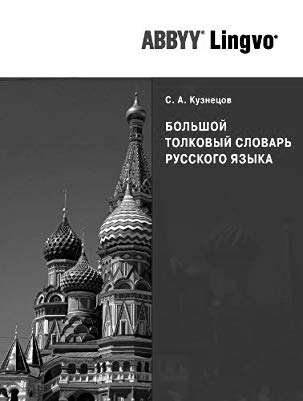 ABBYY® Lingvo®
С. А. Кузнецов
БОЛЬШОЙ
ТОЛКОВЫЙ СЛОВАРЬ
РУССКОГО ЯЗЫКА